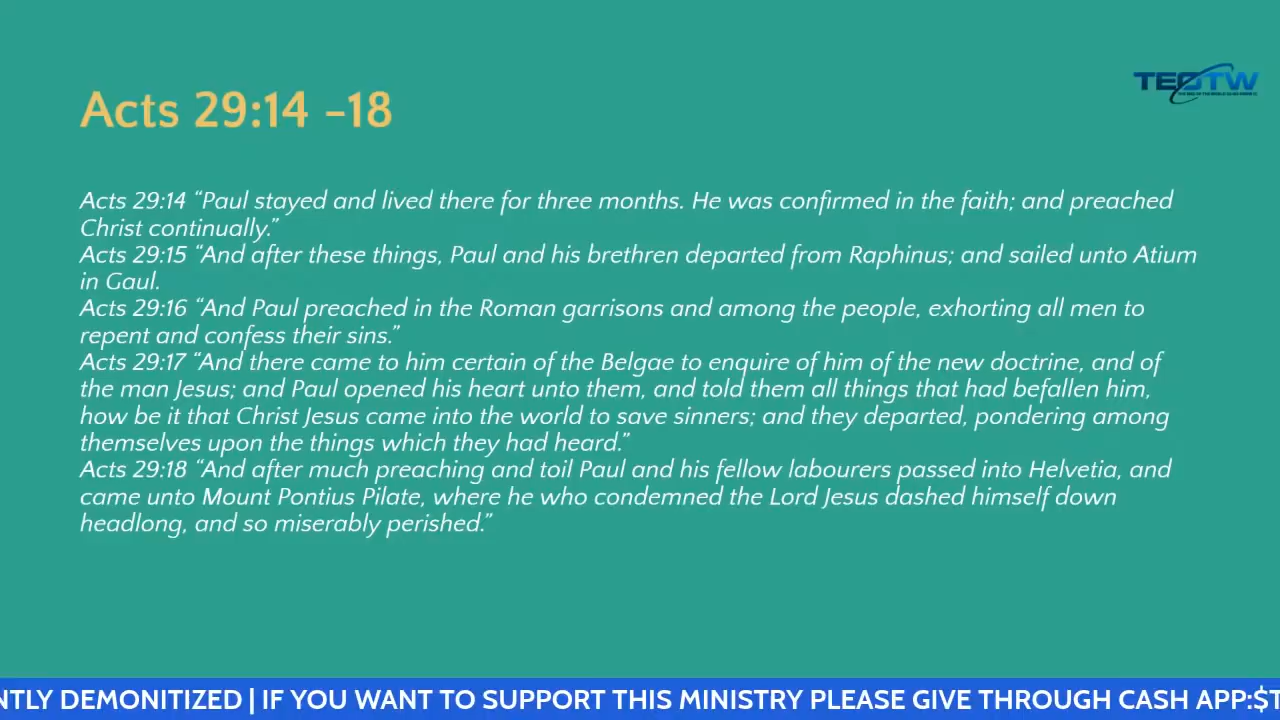 Acts 29:14 -18
TEOTW
Acts 29:14 “Paul stayed and lived there for three months. He was confirmed in the faith; and preached
Christ continually.”
Acts 29:15 “And after these things, Paul and his brethren departed from Raphinus; and sailed unto Atium
in Gaul.
Acts 29:16 “And Paul preached in the Roman garrisons and among the people, exhorting all men to
repent and confess their sins.”
Acts 29:17 “And there came to him certain of the Belgae to enquire of him of the new doctrine, and of
the man Jesus; and Paul opened his heart unto them, and told them all things that had befallen him,
how be it that Christ Jesus came into the world to save sinners; and they departed, pondering among
themselves upon the things which they had heard.”
Acts 29:18 “And after much preaching and toil Paul and his fellow labourers passed into Helvetia, and
came unto Mount Pontius Pilate, where he who condemned the Lord Jesus dashed himself down
headlong, and so miserably perished.”
NTLY DEMONITIZED | IF YOU WANT TO SUPPORT THIS MINISTRY PLEASE GIVE THROUGH CASH APP:$T